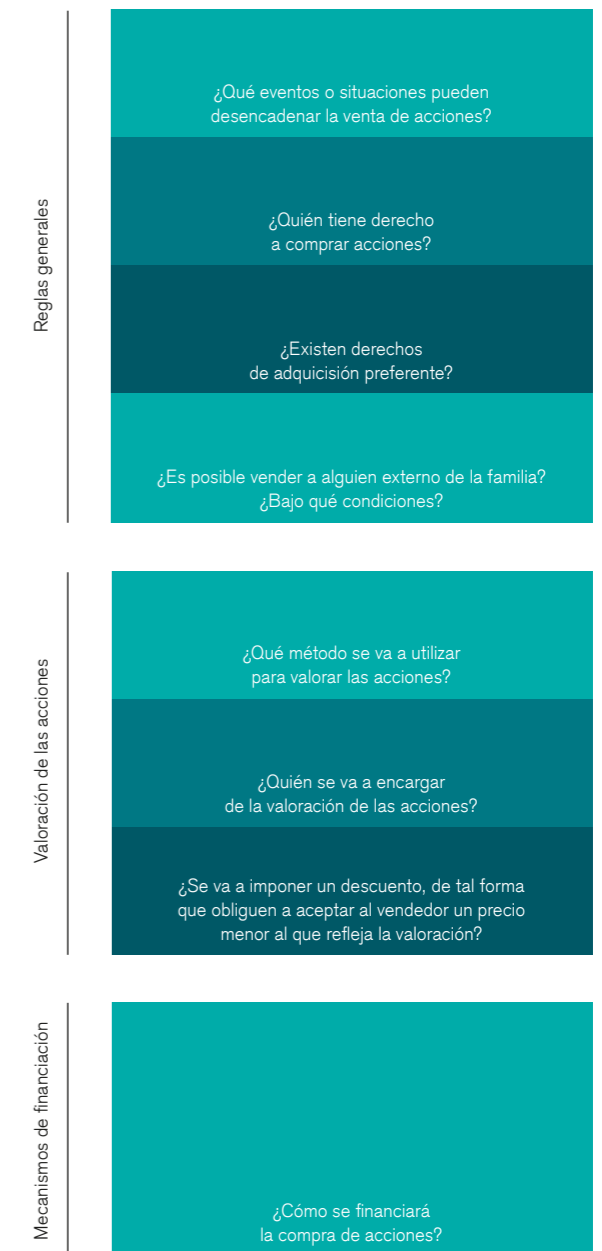 Reglas generales
¿Qué eventos o situaciones pueden
desencadenar la venta de acciones?
¿Quién tiene derecho
a comprar acciones?
¿Existen derechos
de adquicisión preferente?
¿Es posible vender a alguien externo de la familia?
¿Bajo qué condiciones?
Valoración de las acciones
¿Qué método se va a utilizar
para valorar las acciones?
¿Quién se va a encargar
de la valoración de las acciones?
¿Se va a imponer un descuento, de tal forma
que obliguen a aceptar al vendedor un precio
menor al que refleja la valoración?
Mecanismos de financiación
¿Cómo se financiará
la compra de acciones?